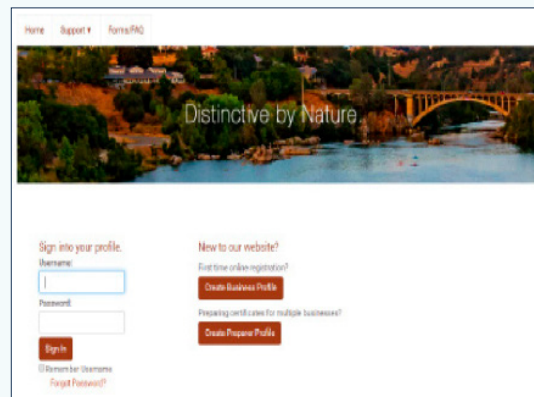 Home Support ▾ Forms/FAQ
Distinctive by Nature.
Sign into your profile.
Username:
Password:
Sign In
Remember Username
Forgot Password?
New to our website?
First time online registration?
Create Business Profile
Preparing certificates for multiple businesses?
Create Preparer Profile